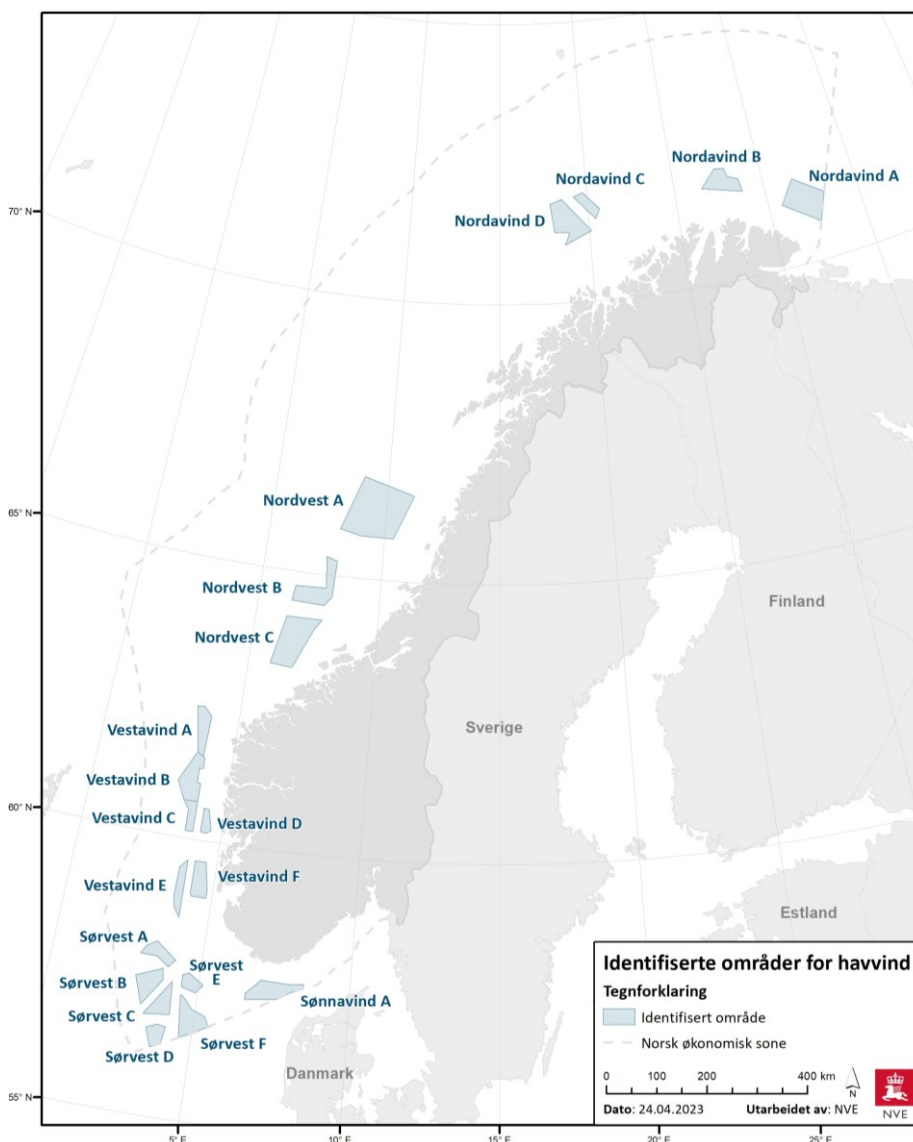 Nordavind B
Nordavind A
Nordavind C
Nordavind D
70° N
Nordvest A
65° N
Nordvest B
Finland
Nordvest C
Vestavind A
Sverige
Vestavind B
60° N
Vestavind C
Vestavind D
Vestavind E
Vestavind F
Estland
Sørvest A
Sørvest
E
Sørvest B
Sønnavind A
Sørvest C
Sørvest D
Sørvest F
Danmark
55° N
5° E
10° E
15° E
20° E
25° E
Identifiserte områder for havvind
Tegnforklaring
Identifisert område
Norsk økonomisk sone
0 100 200 400 km
N
Dato: 24.04.2023 Utarbeidet av: NVE
NVE